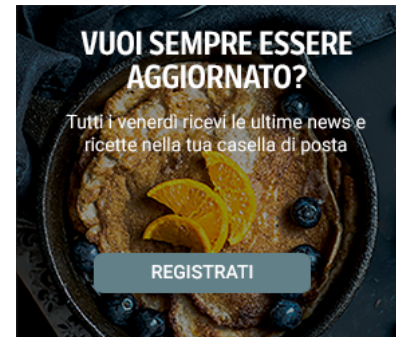 VUOI SEMPRE ESSERE
AGGIORNATO?
Tutti i venerdì ricevi le ultime news e
ricette nella tua casella di posta
REGISTRATI